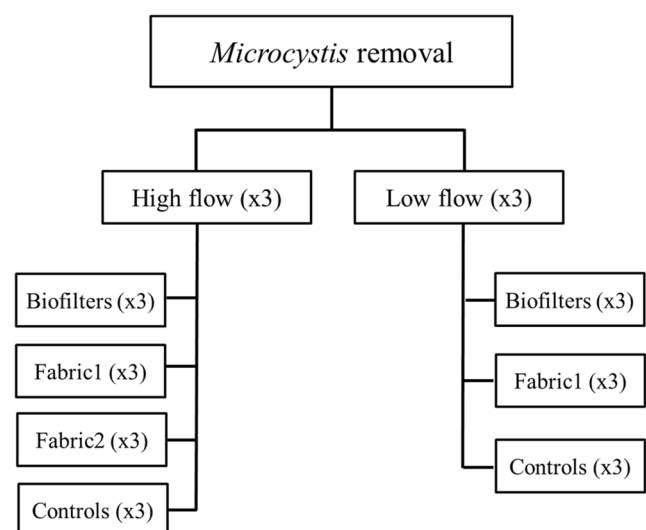 Microcystis removal
High flow (x3)
Low flow (x3)
Biofilters (x3)
Fabric1 (x3)
Fabric2 (x3)
Controls (x3)
Biofilters (x3)
Fabric1 (x3)
Controls (x3)